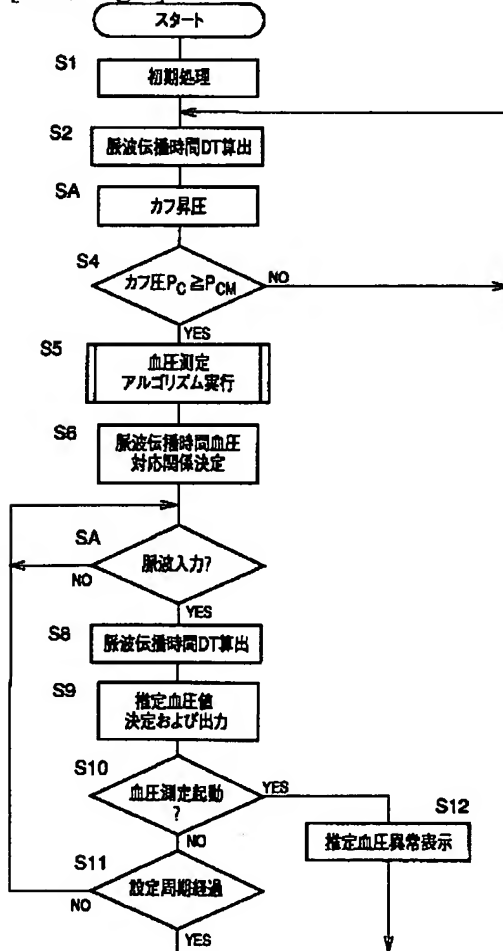 スタート
S1
初期処理
S2
脈波伝播時間DT算出
SA
カフ昇圧
S4
カフ圧PC≧PCM
NO
YES
S5
血圧測定
アルゴリズム実行
S6
脈波伝播時間血圧
対応関係決定
SA
脈波入力?
NO
YES
S8
脈波伝播時間DT算出
S9
推定血圧値
決定および出力
S10
血圧測定起動
?
YES
NO
S12
推定血圧異常表示
S11
設定周期経過
NO
YES